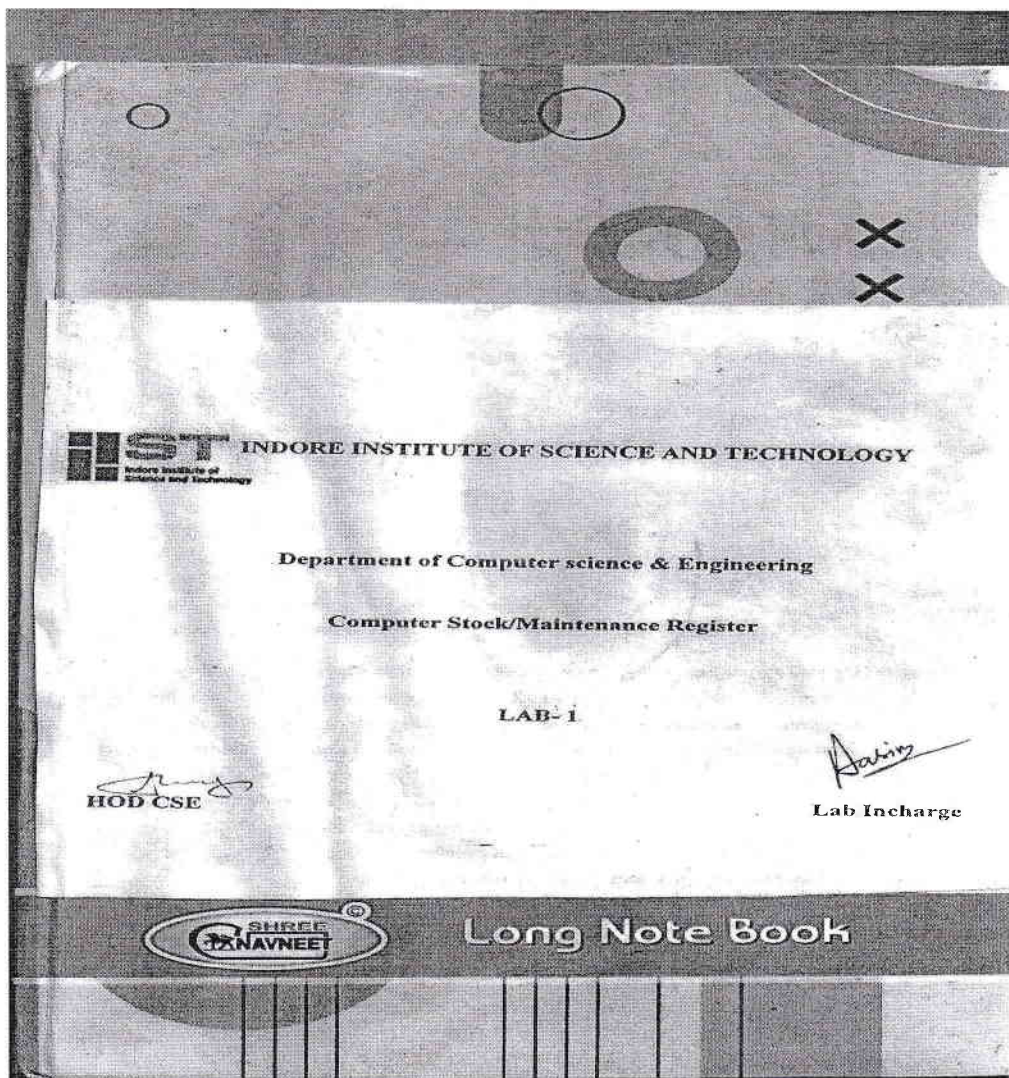 IIST
Indore Institute of
Science and Technology
INDORE INSTITUTE OF SCIENCE AND TECHNOLOGY
Department of Computer science & Engineering
Computer Stock/Maintenance Register
LAB- 1
HOD CSE
Lab Incharge
SHREE
NAVNEET
©
Long Note Book